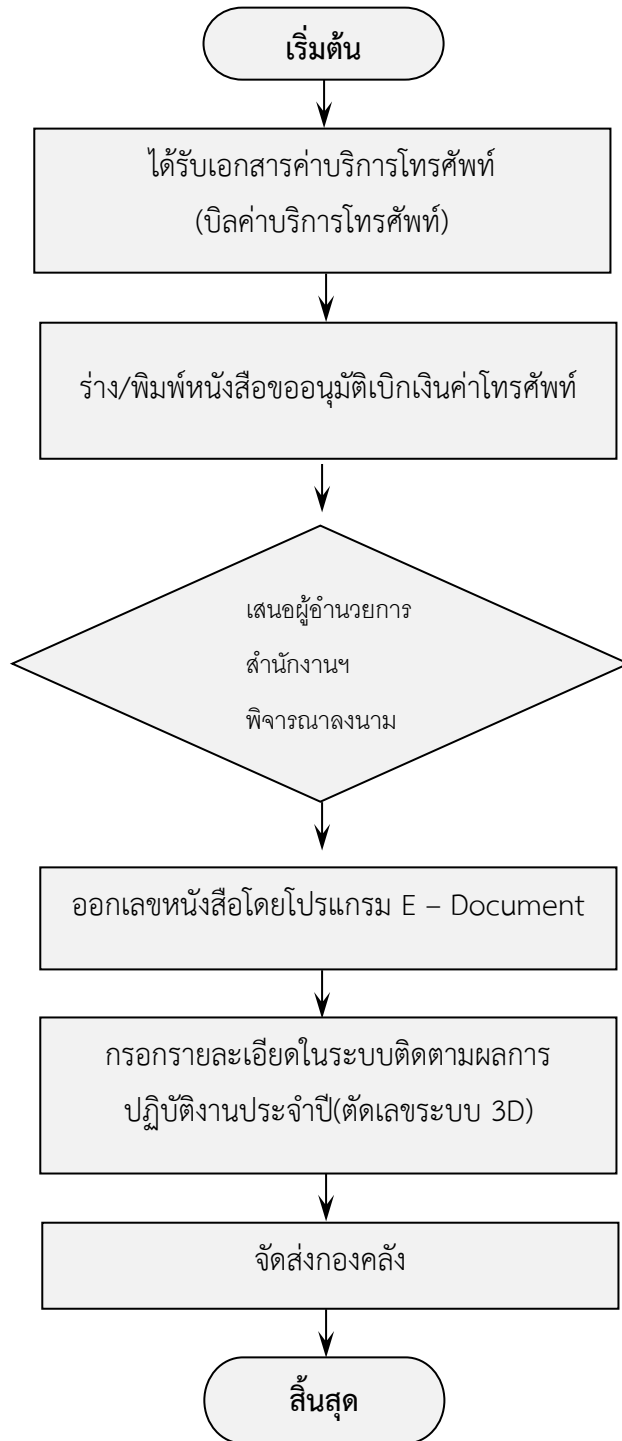 เริ่มต้น
ได้รับเอกสารค่าบริการโทรศัพท์
(บิลค่าบริการโทรศัพท์)
ร่าง/พิมพ์หนังสือขออนุมัติเบิกเงินค่าโทรศัพท์
เสนอผู้อำนวยการ
สำนักงานฯ
พิจารณาลงนาม
ออกเลขหนังสือโดยโปรแกรม E – Document
กรอกรายละเอียดในระบบติดตามผลการ
ปฏิบัติงานประจำปี(ตัดเลขระบบ 3D)
จัดส่งกองคลัง
สิ้นสุด